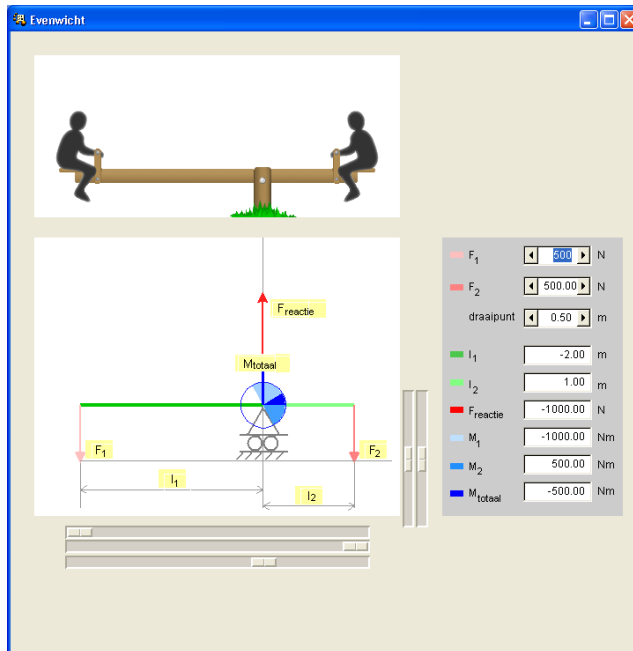 Evenwicht
F1 500 N
F2 500.00 N
draaipunt 0.50 m
l1 -2.00 m
l2 1.00 m
Freactie -1000.00 N
M1 -1000.00 Nm
M2 500.00 Nm
Mtotaal -500.00 Nm
Freactie
Mtotaal
F1
F2
l1
l2